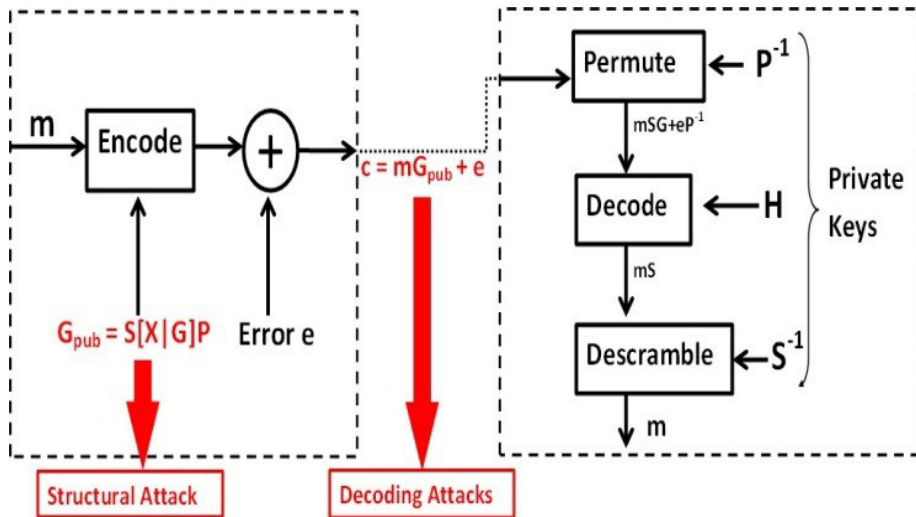 m
Encode
+
G_pub = S[X|G]P
Error e
Structural Attack
c = mG_pub + e
Decoding Attacks
Permute
P⁻¹
mSG+eP⁻¹
Decode
H
mS
Descramble
S⁻¹
m
Private
Keys